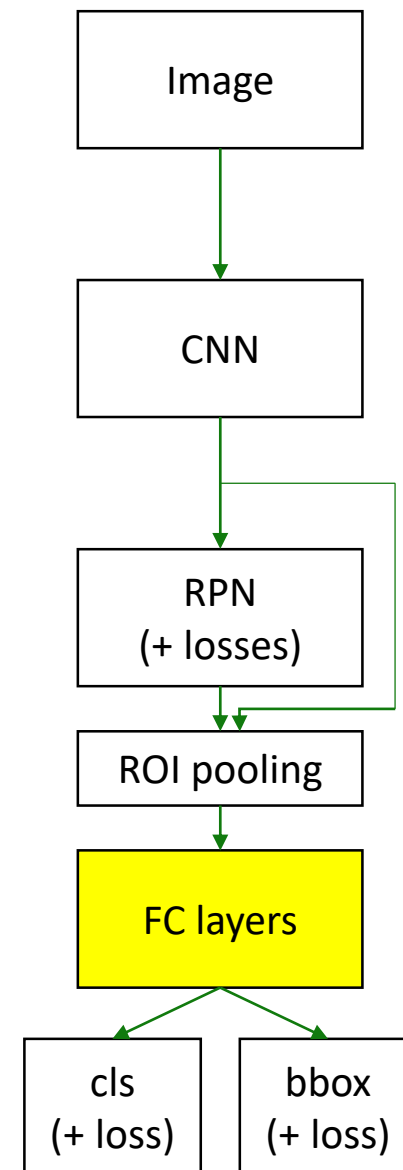 Image
CNN
RPN
(+ losses)
ROI pooling
FC layers
cls
(+ loss)
bbox
(+ loss)